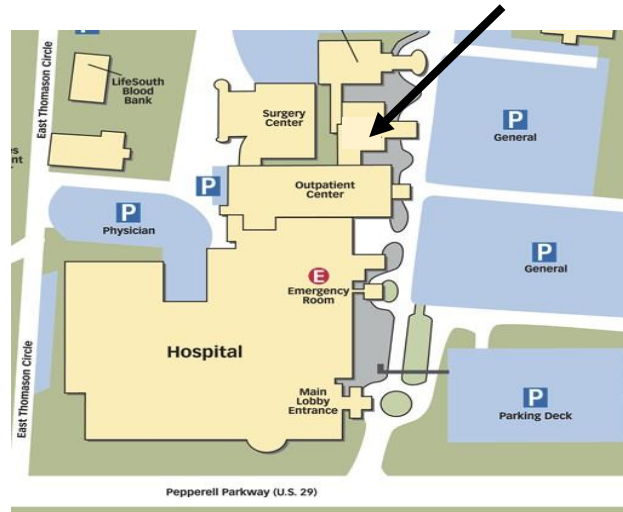 P
LifeSouth
Blood
Bank
East Thomason Circle
Surgery
Center
P
General
P
Outpatient
Center
P
Physician
P
General
E
Emergency
Room
Hospital
Main
Lobby
Entrance
P
Parking Deck
East Thomason Circle
Pepperell Parkway (U.S. 29)